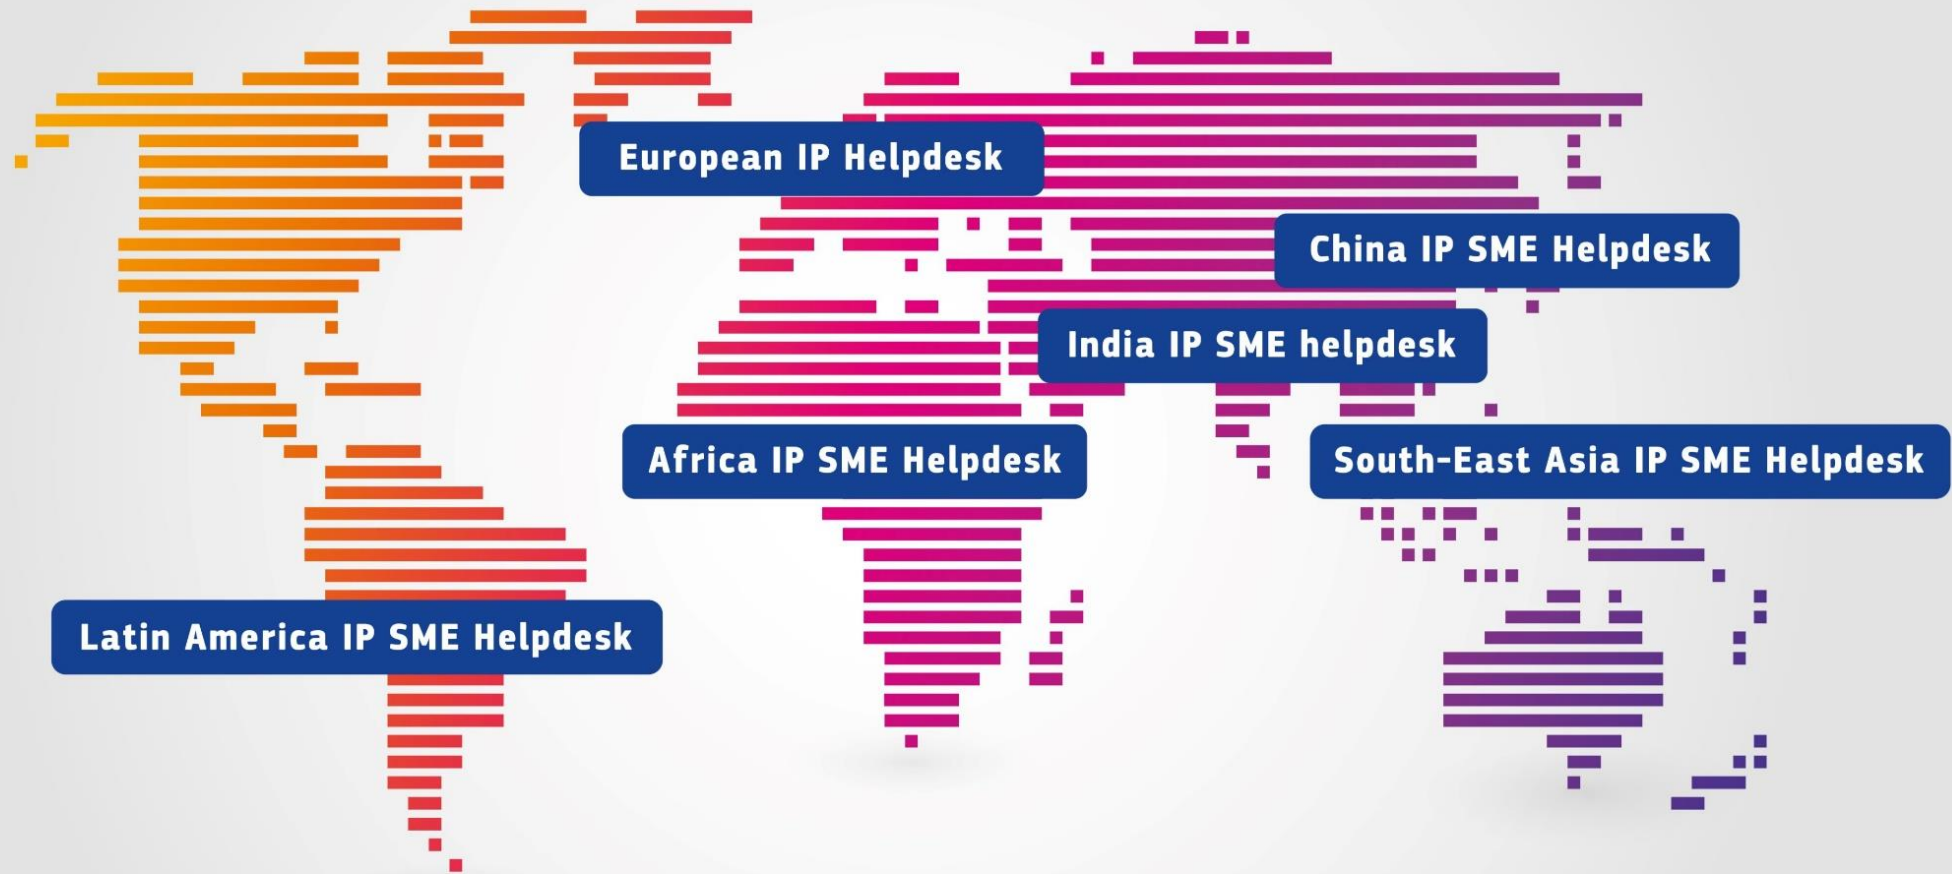 European IP Helpdesk
China IP SME Helpdesk
India IP SME helpdesk
Africa IP SME Helpdesk
South-East Asia IP SME Helpdesk
Latin America IP SME Helpdesk